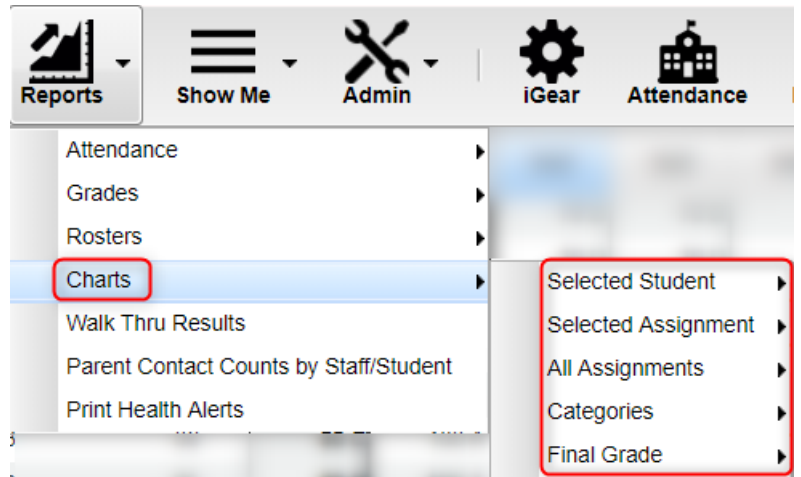 Reports Show Me Admin iGear Attendance
Attendance
Grades
Rosters
Charts
Walk Thru Results
Parent Contact Counts by Staff/Student
Print Health Alerts
Selected Student
Selected Assignment
All Assignments
Categories
Final Grade